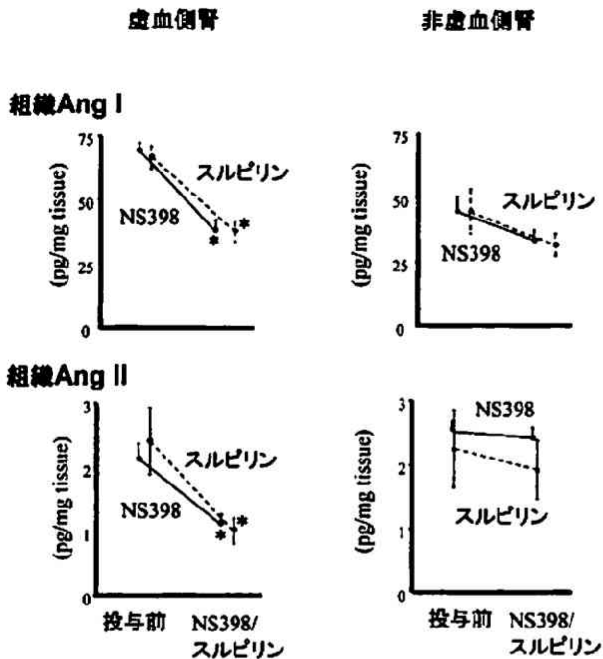 虚血側腎
非虚血側腎
組織Ang I
75
50
25
0
(pg/mg tissue)
スルピリン
NS398
*
*
75
50
25
0
(pg/mg tissue)
スルピリン
NS398
組織Ang II
3
2
1
0
(pg/mg tissue)
スルピリン
NS398
*
*
投与前
NS398/
スルピリン
3
2
1
0
(pg/mg tissue)
NS398
スルピリン
投与前
NS398/
スルピリン